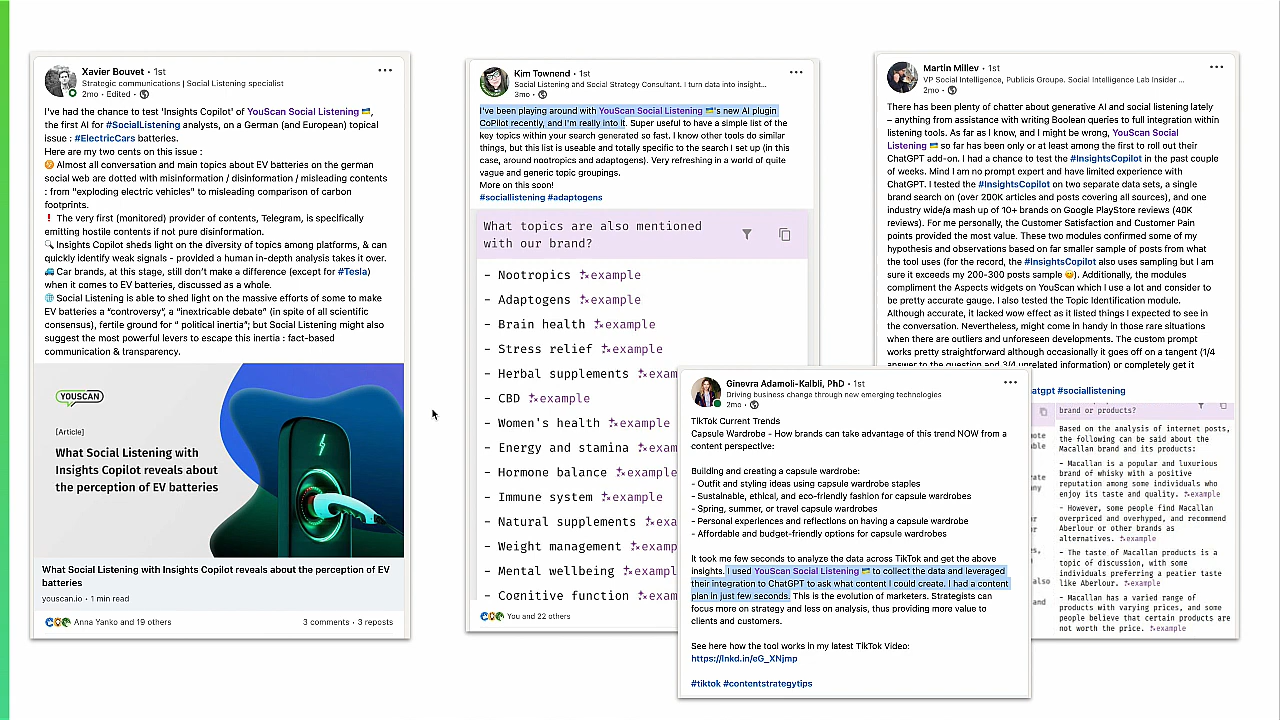 Xavier Bouvet • 1st
Strategic communications | Social Listening specialist
2mo • Edited •
I've had the chance to test 'Insights Copilot' of YouScan Social Listening 🇺🇦,
the first AI for #SocialListening analysts, on a German (and European) topical
issue : #ElectricCars batteries.
Here are my two cents on this issue :
Almost all conversation and main topics about EV batteries on the german
social web are dotted with misinformation / disinformation / misleading contents
: from "exploding electric vehicles" to misleading comparison of carbon
footprints.
❗ The very first (monitored) provider of contents, Telegram, is specifically
emitting hostile contents if not pure disinformation.
🔍 Insights Copilot sheds light on the diversity of topics among platforms, & can
quickly identify weak signals - provided a human in-depth analysis takes it over.
🚙 Car brands, at this stage, still don't make a difference (except for #Tesla)
when it comes to EV batteries, discussed as a whole.
🌐 Social Listening is able to shed light on the massive efforts of some to make
EV batteries a "controversy", a "inextricable debate" (in spite of all scientific
consensus), fertile ground for " political inertia"; but Social Listening might also
suggest the most powerful levers to escape this inertia : fact-based
communication & transparency.
YOUSCAN
[Article]
What Social Listening with
Insights Copilot reveals about
the perception of EV batteries
What Social Listening with Insights Copilot reveals about the perception of EV
batteries
youscan.io • 1 min read
Anna Yanko and 19 others
3 comments • 3 reposts
Kim Townend • 1st
Social Listening and Social Strategy Consultant. I turn data into insight...
3mo •
I've been playing around with YouScan Social Listening 🇺🇦's new AI plugin
CoPilot recently, and I'm really into it. Super useful to have a simple list of the
key topics within your search generated so fast. I know other tools do similar
things, but this list is useable and totally specific to the search I set up (in this
case, around nootropics and adaptogens). Very refreshing in a world of quite
vague and generic topic groupings.
More on this soon!
#sociallistening #adaptogens
What topics are also mentioned
with our brand?
- Nootropics example
- Adaptogens example
- Brain health example
- Stress relief example
- Herbal supplements exam
- CBD example
- Women's health example
- Energy and stamina exam
- Hormone balance example
- Immune system example
- Natural supplements exa
- Weight management examp
- Mental wellbeing examp
- Cognitive function exam
You and 22 others
Martin Millev • 1st
VP Social Intelligence, Publicis Groupe. Social Intelligence Lab Insider ...
2mo •
There has been plenty of chatter about generative AI and social listening lately
– anything from assistance with writing Boolean queries to full integration within
listening tools. As far as I know, and I might be wrong, YouScan Social
Listening 🇺🇦 so far has been only or at least among the first to roll out their
ChatGPT add-on. I had a chance to test the #InsightsCopilot in the past couple
of weeks. Mind I am no prompt expert and have limited experience with
ChatGPT. I tested the #InsightsCopilot on two separate data sets, a single
brand search on (over 200K articles and posts covering all sources), and one
industry wide/a mash up of 10+ brands on Google PlayStore reviews (40K
reviews). For me personally, the Customer Satisfaction and Customer Pain
points provided the most value. These two modules confirmed some of my
hypothesis and observations based on far smaller sample of posts from what
the tool uses (for the record, the #InsightsCopilot also uses sampling but I am
sure it exceeds my 200-300 posts sample 😄). Additionally, the modules
compliment the Aspects widgets on YouScan which I use a lot and consider to
be pretty accurate gauge. I also tested the Topic Identification module.
Although accurate, it lacked wow effect as it listed things I expected to see in
the conversation. Nevertheless, might come in handy in those rare situations
when there are outliers and unforeseen developments. The custom prompt
works pretty straightforward although occasionally it goes off on a tangent (1/4
answer to the question and 3/4 unrelated information) or completely get it
atgpt #sociallistening
brand or products?
Based on the analysis of internet posts,
the following can be said about the
Macallan brand and its products:
- Macallan is a popular and luxurious
brand of whisky with a positive
reputation among some individuals who
enjoy its taste and quality. example
- However, some people find Macallan
overpriced and overhyped, and recommend
Aberlour or other brands as
alternatives. example
- The taste of Macallan products is a
topic of discussion, with some
individuals preferring a peatier taste
like Aberlour. example
- Macallan has a varied range of
products with varying prices, and some
people believe that certain products are
not worth the price. example
Ginevra Adamoli-Kalbli, PhD • 1st
Driving business change through new emerging technologies
2mo •
TikTok Current Trends
Capsule Wardrobe - How brands can take advantage of this trend NOW from a
content perspective:
Building and creating a capsule wardrobe:
- Outfit and styling ideas using capsule wardrobe staples
- Sustainable, ethical, and eco-friendly fashion for capsule wardrobes
- Spring, summer, or travel capsule wardrobes
- Personal experiences and reflections on having a capsule wardrobe
- Affordable and budget-friendly options for capsule wardrobes
It took me few seconds to analyze the data across TikTok and get the above
insights. I used YouScan Social Listening 🇺🇦 to collect the data and leveraged
their integration to ChatGPT to ask what content I could create. I had a content
plan in just few seconds. This is the evolution of marketers. Strategists can
focus more on strategy and less on analysis, thus providing more value to
clients and customers.
See here how the tool works in my latest TikTok Video:
https://lnkd.in/eG_XNjmp
#tiktok #contentstrategytips